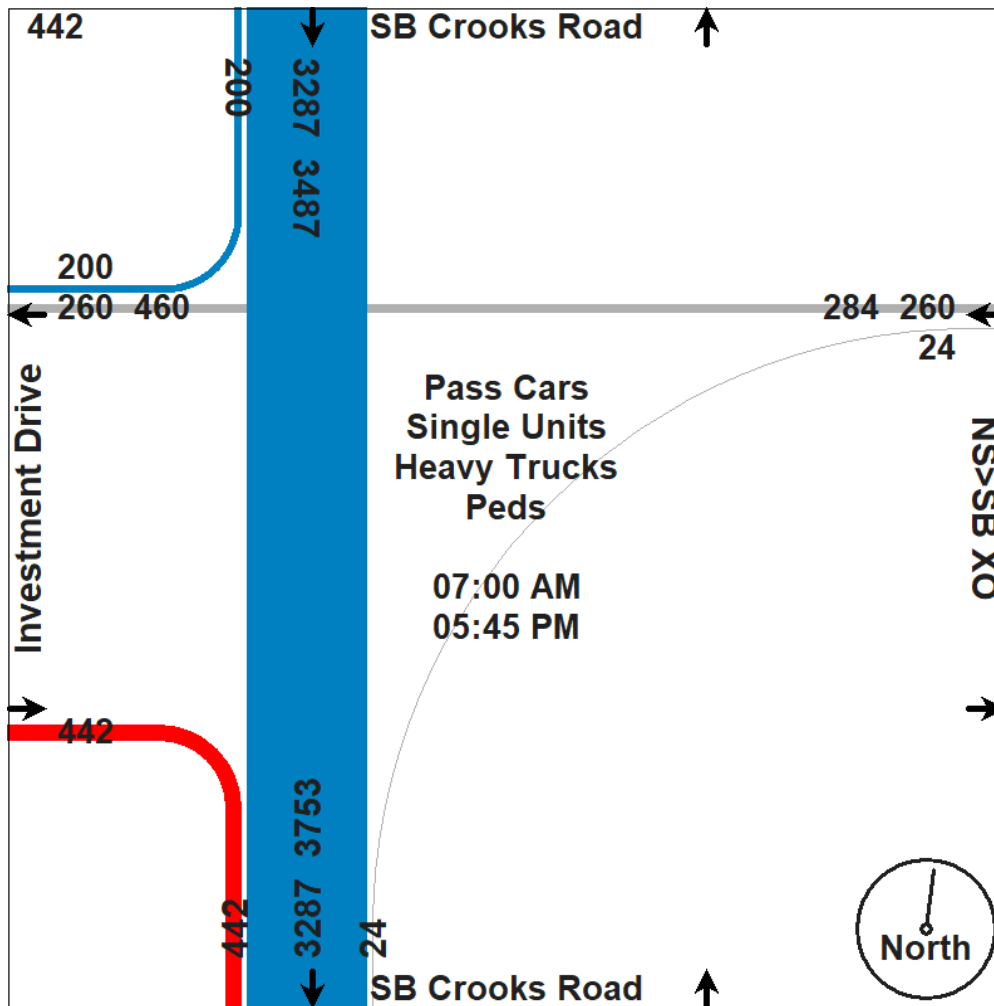 442
SB Crooks Road
200
3287 3487
200
260 460
284 260
24
Investment Drive
Pass Cars
Single Units
Heavy Trucks
Peds
07:00 AM
05:45 PM
NS>SB XO
442
442
3287 3753
24
North
SB Crooks Road